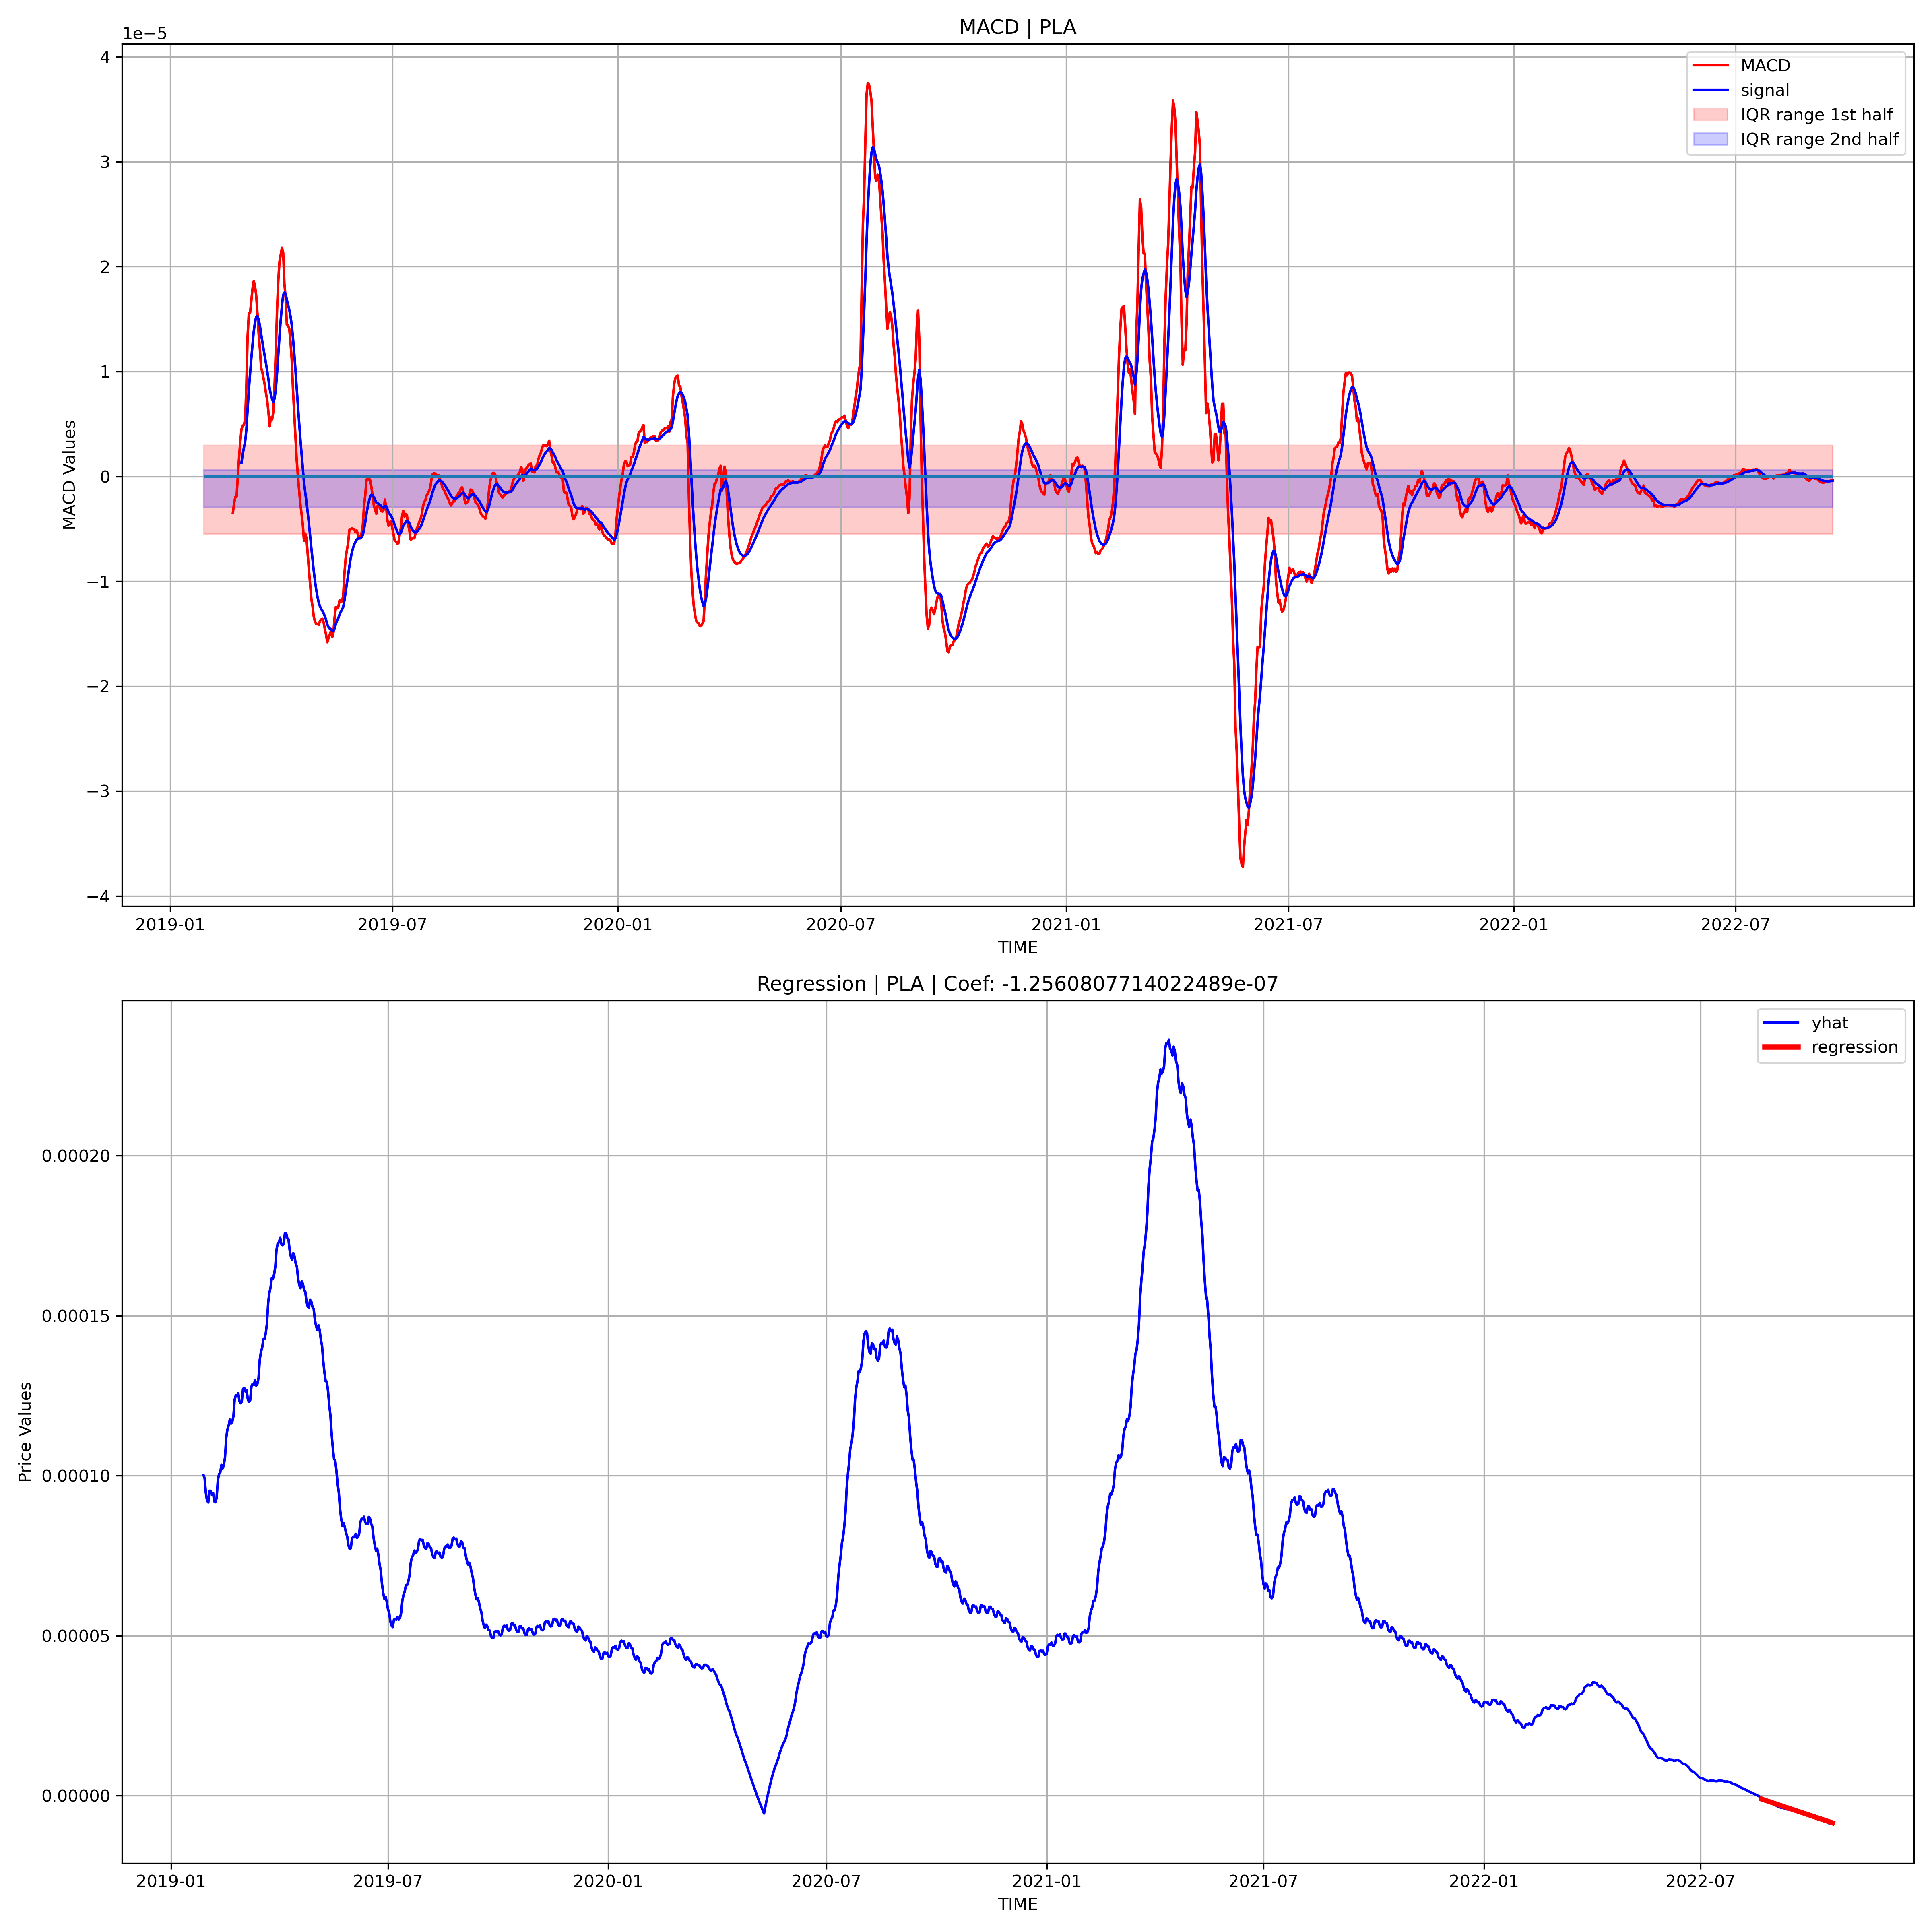 MACD | PLA
1e−5
4
3
2
1
0
−1
−2
−3
−4
MACD Values
MACD
signal
IQR range 1st half
IQR range 2nd half
2019-01 2019-07 2020-01 2020-07 2021-01 2021-07 2022-01 2022-07
TIME
Regression | PLA | Coef: -1.2560807714022489e-07
0.00020
0.00015
0.00010
0.00005
0.00000
Price Values
yhat
regression
2019-01 2019-07 2020-01 2020-07 2021-01 2021-07 2022-01 2022-07
TIME